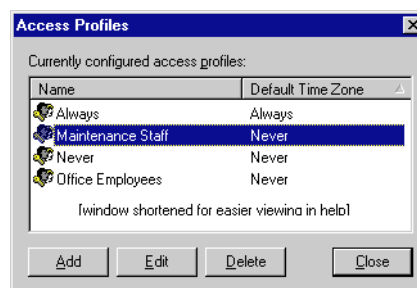 Access Profiles
Currently configured access profiles:
Name Default Time Zone
Always Always
Maintenance Staff Never
Never Never
Office Employees Never
[window shortened for easier viewing in help]
Add Edit Delete Close